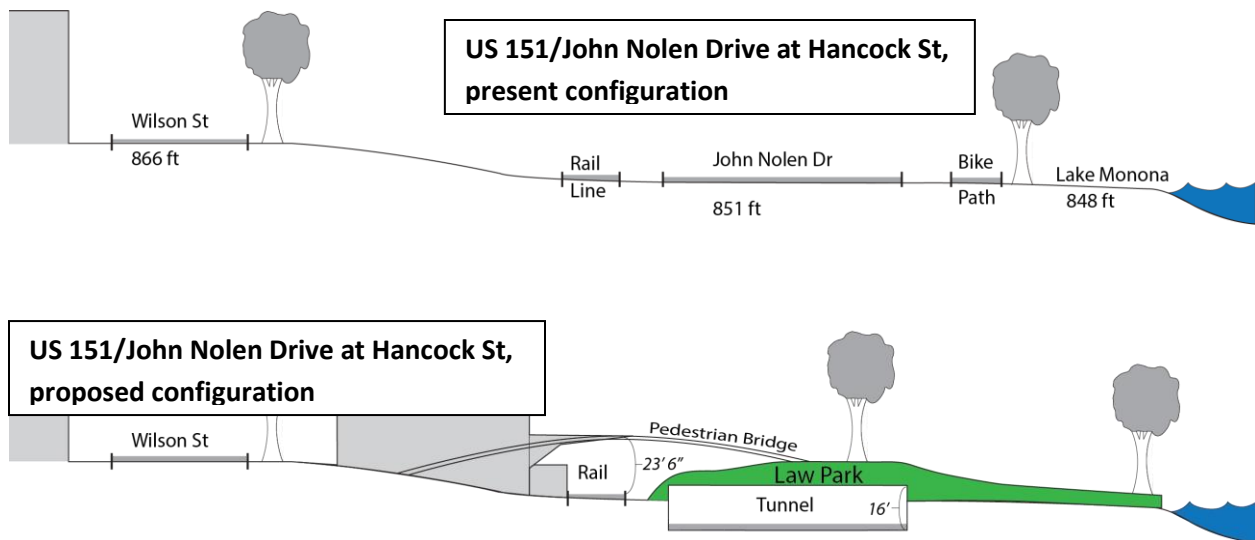 US 151/John Nolen Drive at Hancock St,
present configuration
Wilson St
866 ft
Rail
Line
John Nolen Dr
851 ft
Bike
Path
Lake Monona
848 ft
US 151/John Nolen Drive at Hancock St,
proposed configuration
Wilson St
Pedestrian Bridge
Rail
23' 6"
Law Park
Tunnel
16'